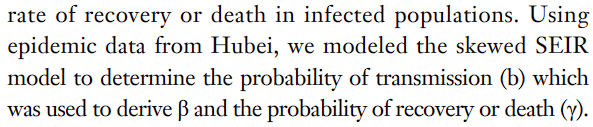 rate of recovery or death in infected populations. Using
epidemic data from Hubei, we modeled the skewed SEIR
model to determine the probability of transmission (b) which
was used to derive β and the probability of recovery or death (γ).